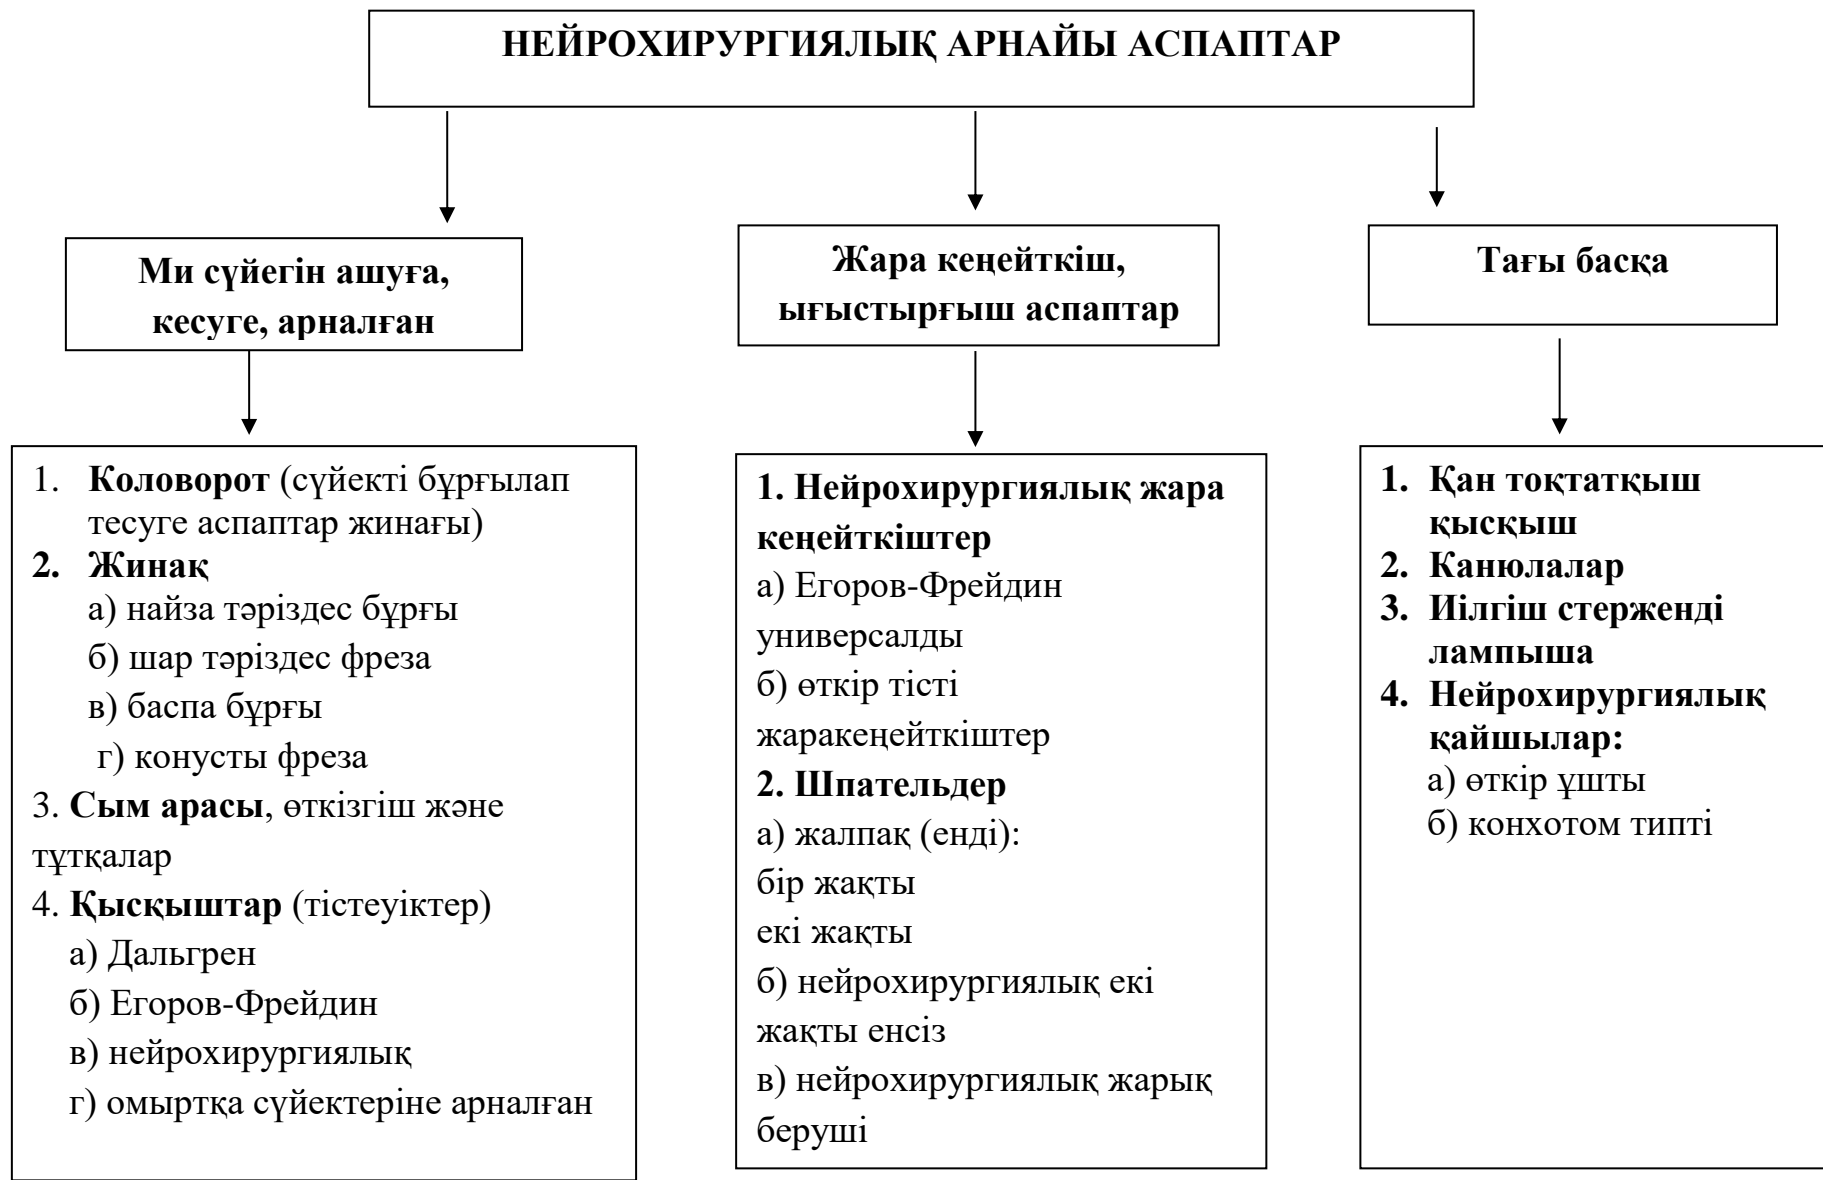 НЕЙРОХИРУРГИЯЛЫҚ АРНАЙЫ АСПАПТАР
Ми сүйегін ашуға,
кесуге, арналған
Жара кеңейткіш,
ығыстырғыш аспаптар
Тағы басқа
1. Коловорот (сүйекті бұрғылап
тесуге аспаптар жинағы)
2. Жинақ
а) найза тәріздес бұрғы
б) шар тәріздес фреза
в) баспа бұрғы
г) конусты фреза
3. Сым арасы, өткізгіш және
тұтқалар
4. Қысқыштар (тістеуіктер)
а) Дальгрен
б) Егоров-Фрейдин
в) нейрохирургиялық
г) омыртқа сүйектеріне арналған
1. Нейрохирургиялық жара
кеңейткіштер
а) Егоров-Фрейдин
универсалды
б) өткір тісті
жаракеңейткіштер
2. Шпательдер
а) жалпақ (енді):
бір жақты
екі жақты
б) нейрохирургиялық екі
жақты енсіз
в) нейрохирургиялық жарық
беруші
1. Қан тоқтатқыш
қысқыш
2. Канюлалар
3. Иілгіш стерженді
лампыша
4. Нейрохирургиялық
қайшылар:
а) өткір ұшты
б) конхотом типті